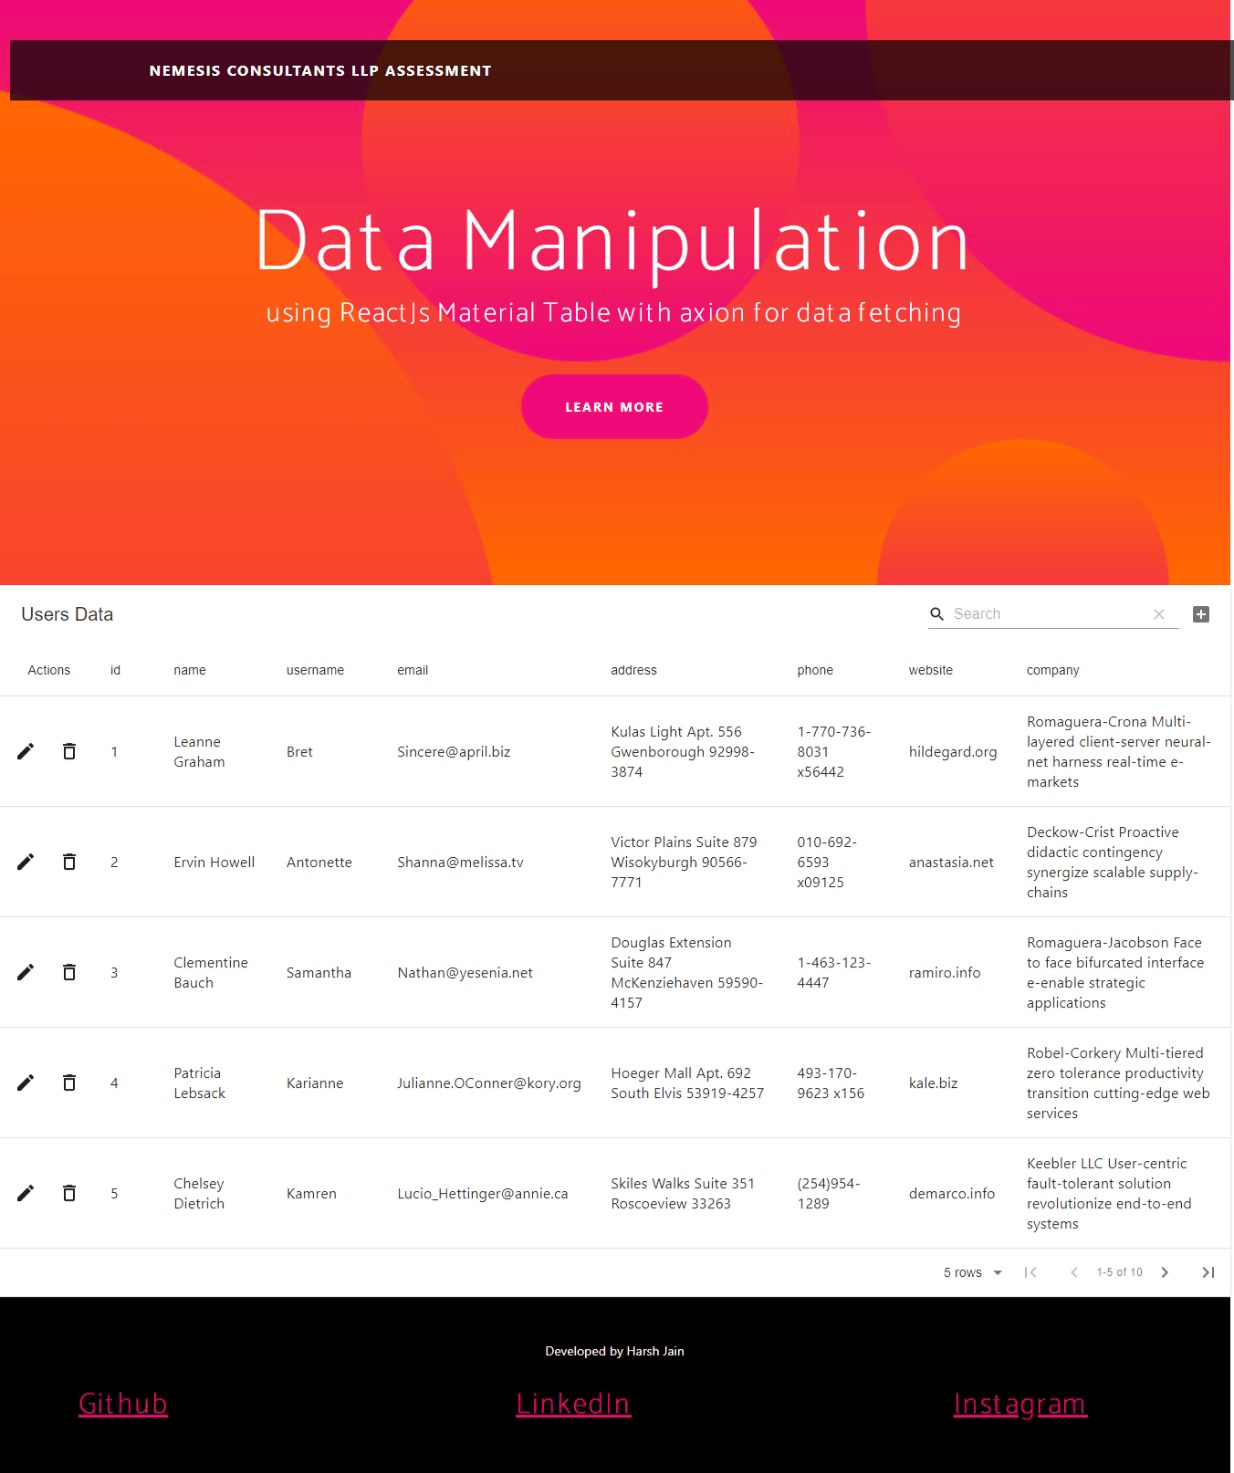 NEMESIS CONSULTANTS LLP ASSESSMENT
Data Manipulation
using ReactJs Material Table with axion for data fetching
LEARN MORE
Users Data
Search
Actions id name username email address phone website company
1 Leanne Graham Bret Sincere@april.biz Kulas Light Apt. 556 Gwenborough 92998-3874 1-770-736-8031 x56442 hildegard.org Romaguera-Crona Multi-layered client-server neural-net harness real-time e-markets
2 Ervin Howell Antonette Shanna@melissa.tv Victor Plains Suite 879 Wisokyburgh 90566-7771 010-692-6593 x09125 anastasia.net Deckow-Crist Proactive didactic contingency synergize scalable supply-chains
3 Clementine Bauch Samantha Nathan@yesenia.net Douglas Extension Suite 847 McKenziehaven 59590-4157 1-463-123-4447 ramiro.info Romaguera-Jacobson Face to face bifurcated interface e-enable strategic applications
4 Patricia Lebsack Karianne Julianne.OConner@kory.org Hoeger Mall Apt. 692 South Elvis 53919-4257 493-170-9623 x156 kale.biz Robel-Corkery Multi-tiered zero tolerance productivity transition cutting-edge web services
5 Chelsey Dietrich Kamren Lucio_Hettinger@annie.ca Skiles Walks Suite 351 Roscoeview 33263 (254)954-1289 demarco.info Keebler LLC User-centric fault-tolerant solution revolutionize end-to-end systems
5 rows 1-5 of 10
Developed by Harsh Jain
Github LinkedIn Instagram